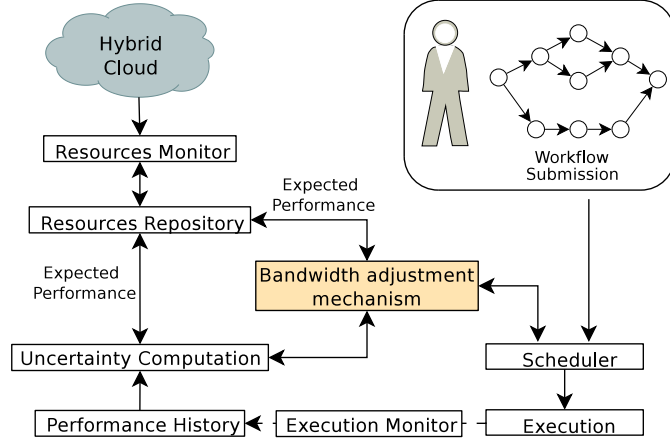 Hybrid
Cloud
Workflow
Submission
Resources Monitor
Expected
Performance
Resources Repository
Expected
Performance
Bandwidth adjustment
mechanism
Uncertainty Computation
Scheduler
Performance History
Execution Monitor
Execution